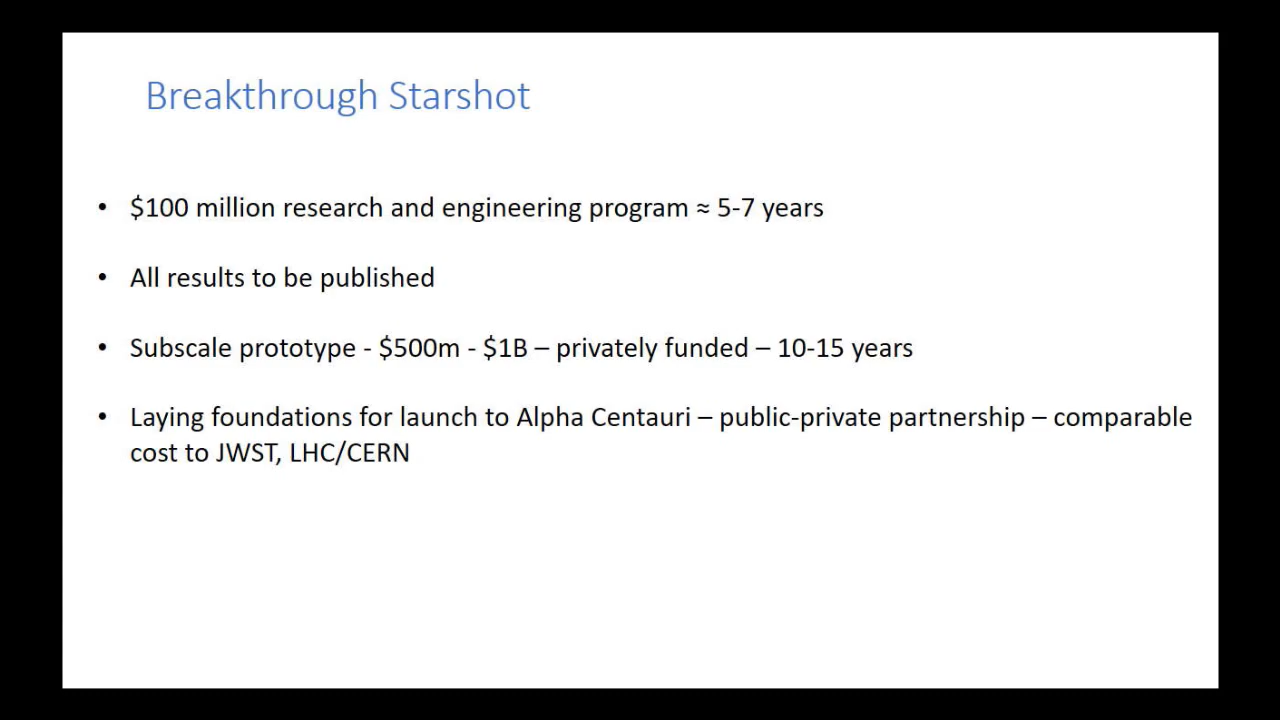 Breakthrough Starshot
• $100 million research and engineering program ≈ 5-7 years
• All results to be published
• Subscale prototype - $500m - $1B – privately funded – 10-15 years
• Laying foundations for launch to Alpha Centauri – public-private partnership – comparable
cost to JWST, LHC/CERN